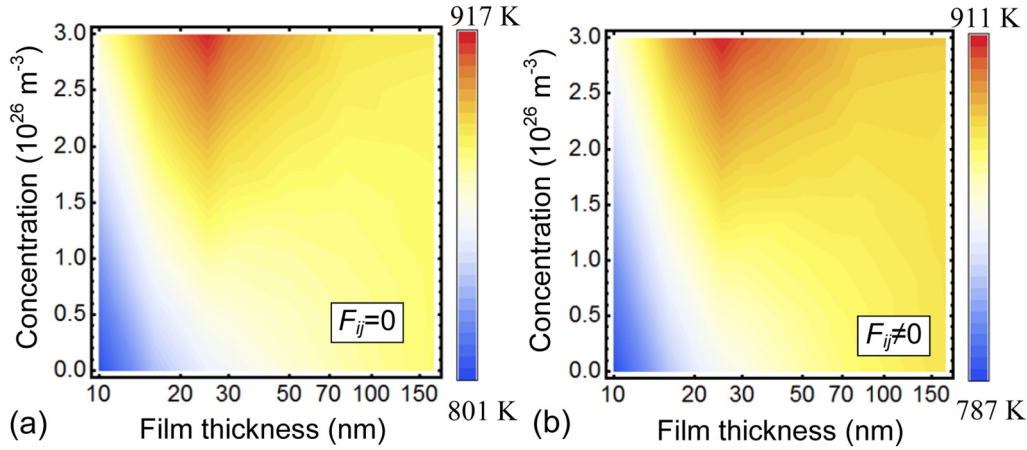 917 K
911 K
3.0
2.5
2.0
1.5
1.0
0.5
0.0
Concentration (10²⁶ m⁻³)
F_ij=0
10 20 30 50 70 100 150
801 K
(a)
Film thickness (nm)
3.0
2.5
2.0
1.5
1.0
0.5
0.0
Concentration (10²⁶ m⁻³)
F_ij≠0
10 20 30 50 70 100 150
787 K
(b)
Film thickness (nm)